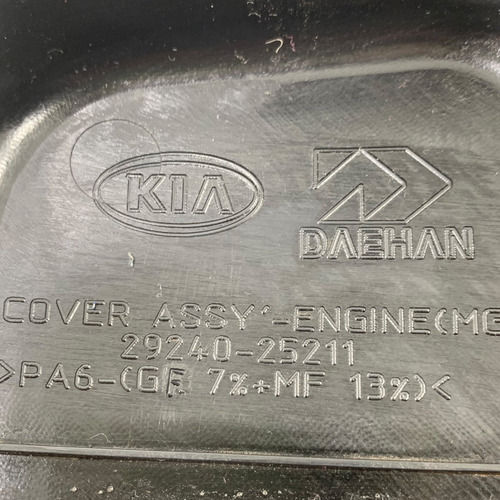 KIA
DAEHAN
COVER ASSY'-ENGINE(MG
29240-25211
>PA6-(GF 7%+MF 13%)<